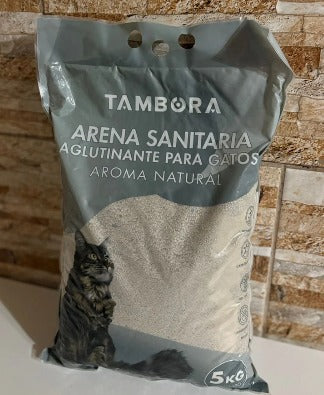 TAMBORA
ARENA SANITARIA
AGLUTINANTE PARA GATOS
AROMA NATURAL
5KG